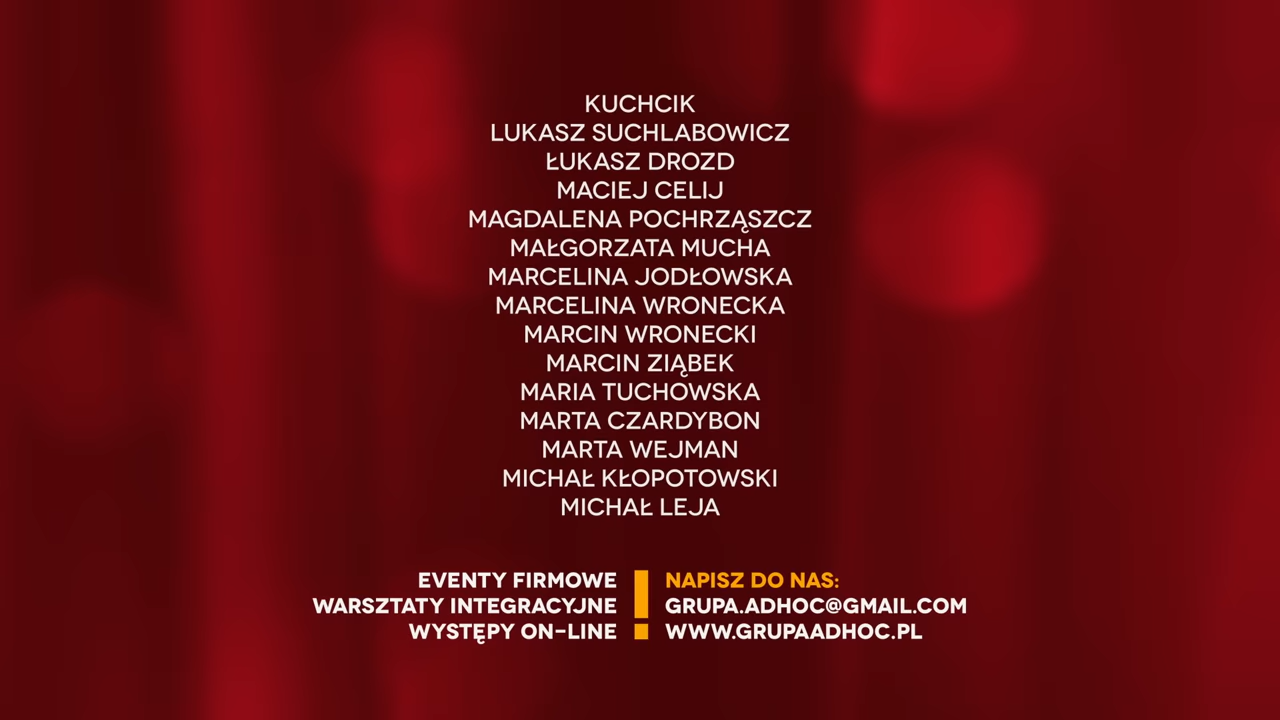 KUCHCIK
LUKASZ SUCHLABOWICZ
ŁUKASZ DROZD
MACIEJ CELIJ
MAGDALENA POCHRZĄSZCZ
MAŁGORZATA MUCHA
MARCELINA JODŁOWSKA
MARCELINA WRONECKA
MARCIN WRONECKI
MARCIN ZIĄBEK
MARIA TUCHOWSKA
MARTA CZARDYBON
MARTA WEJMAN
MICHAŁ KŁOPOTOWSKI
MICHAŁ LEJA
EVENTY FIRMOWE
WARSZTATY INTEGRACYJNE
WYSTĘPY ON-LINE
!
NAPISZ DO NAS:
GRUPA.ADHOC@GMAIL.COM
WWW.GRUPAADHOC.PL